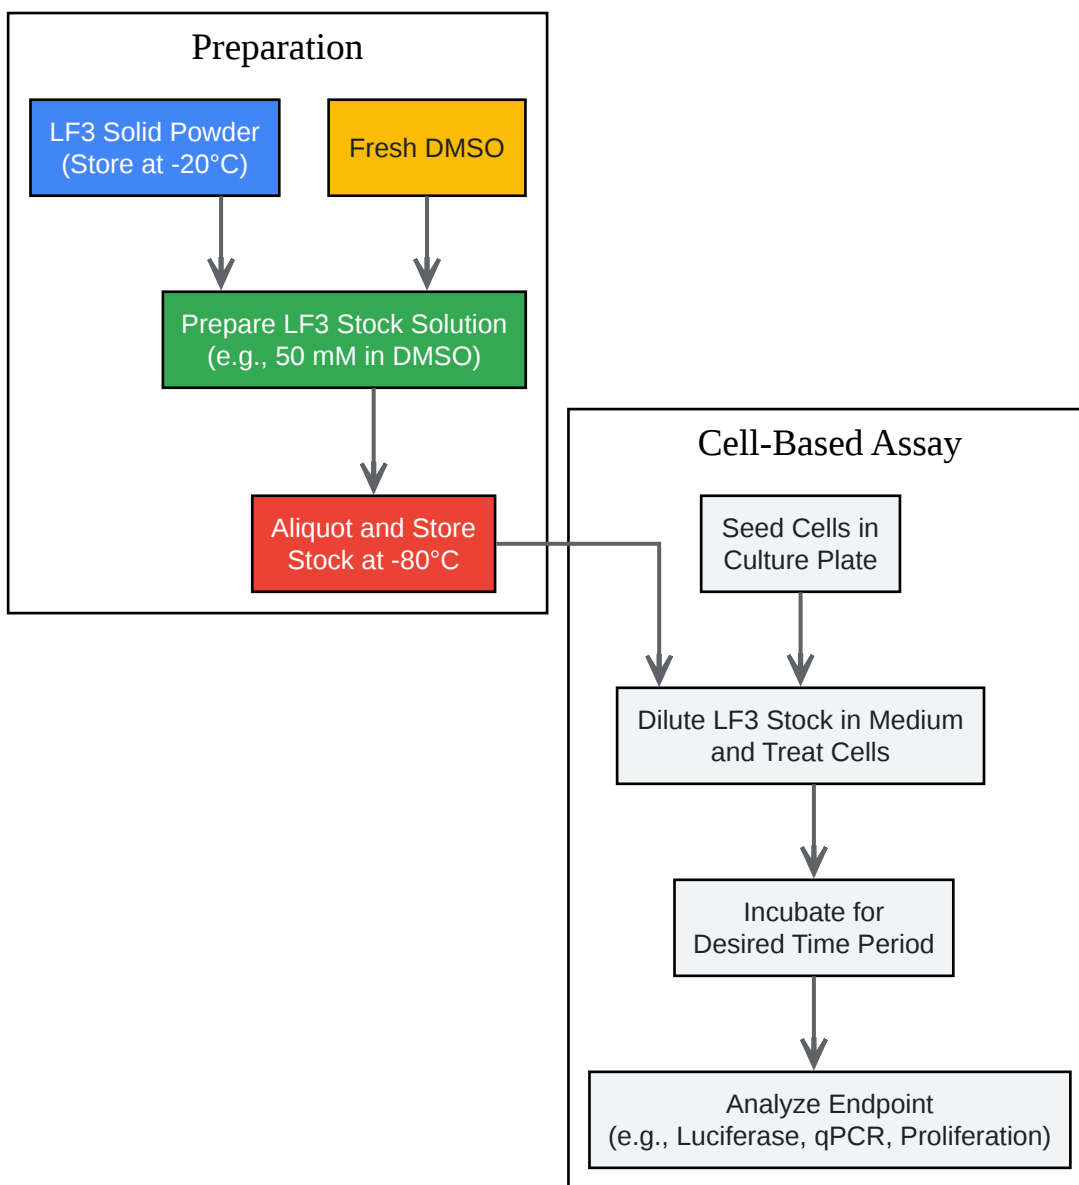 Preparation
LF3 Solid Powder
(Store at -20°C)
Fresh DMSO
Prepare LF3 Stock Solution
(e.g., 50 mM in DMSO)
Aliquot and Store
Stock at -80°C
Cell-Based Assay
Seed Cells in
Culture Plate
Dilute LF3 Stock in Medium
and Treat Cells
Incubate for
Desired Time Period
Analyze Endpoint
(e.g., Luciferase, qPCR, Proliferation)